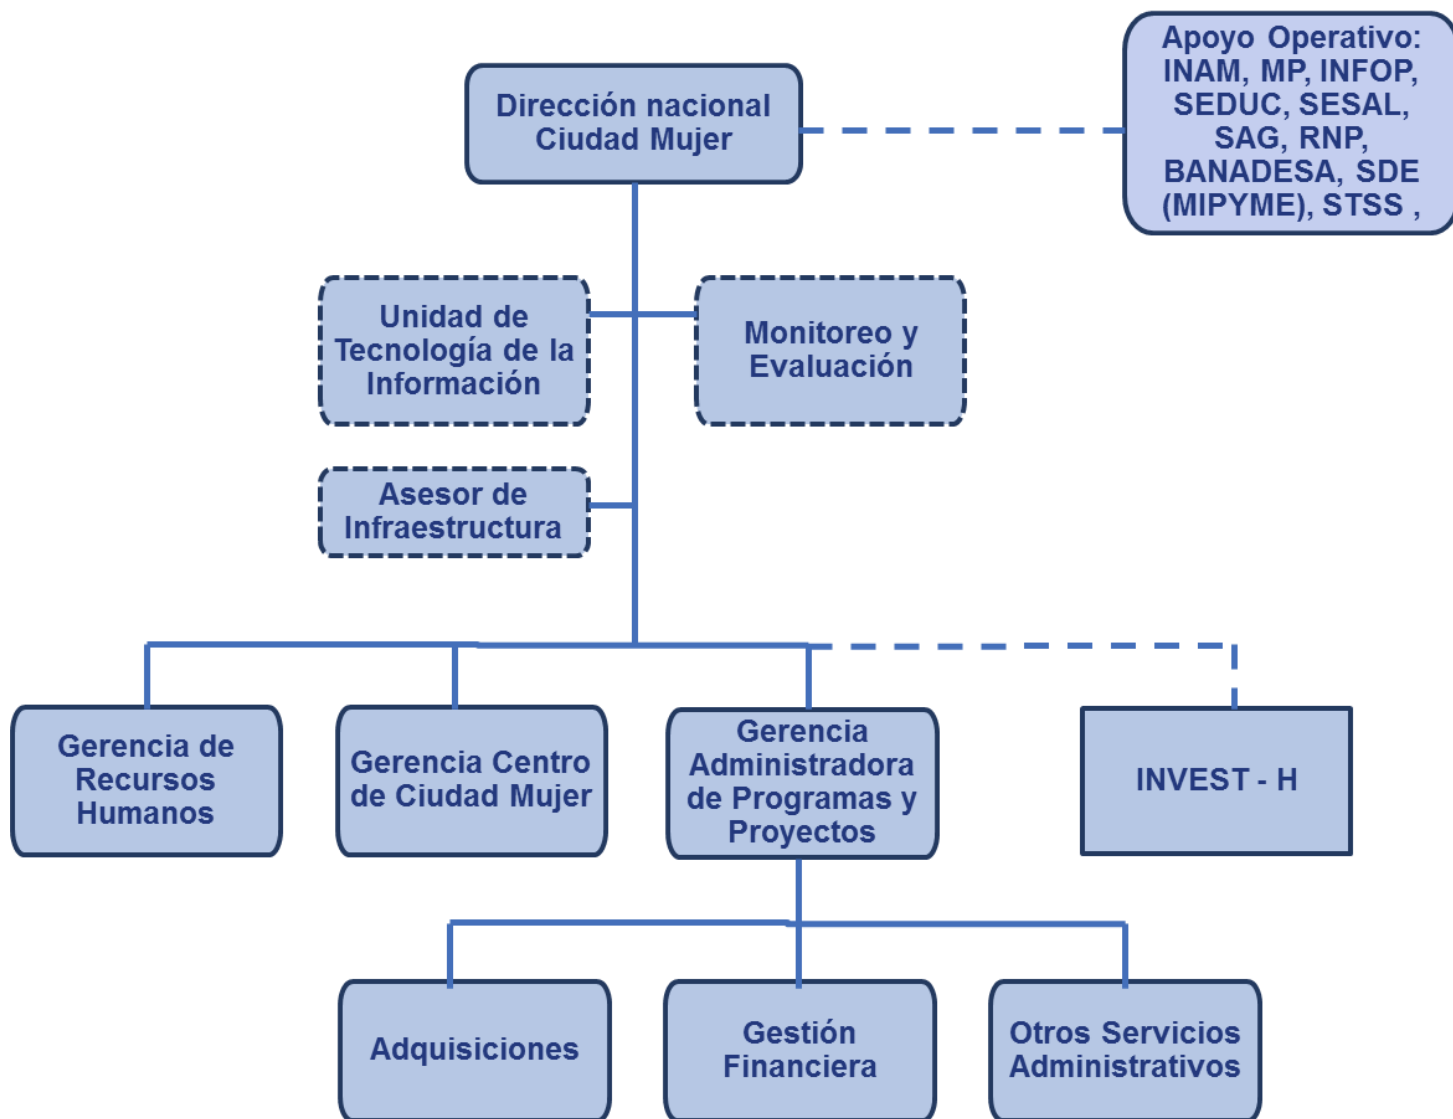 Dirección nacional
Ciudad Mujer
Apoyo Operativo:
INAM, MP, INFOP,
SEDUC, SESAL,
SAG, RNP,
BANADESA, SDE
(MIPYME), STSS ,
Unidad de
Tecnología de la
Información
Monitoreo y
Evaluación
Asesor de
Infraestructura
Gerencia de
Recursos
Humanos
Gerencia Centro
de Ciudad Mujer
Gerencia
Administradora
de Programas y
Proyectos
INVEST - H
Adquisiciones
Gestión
Financiera
Otros Servicios
Administrativos